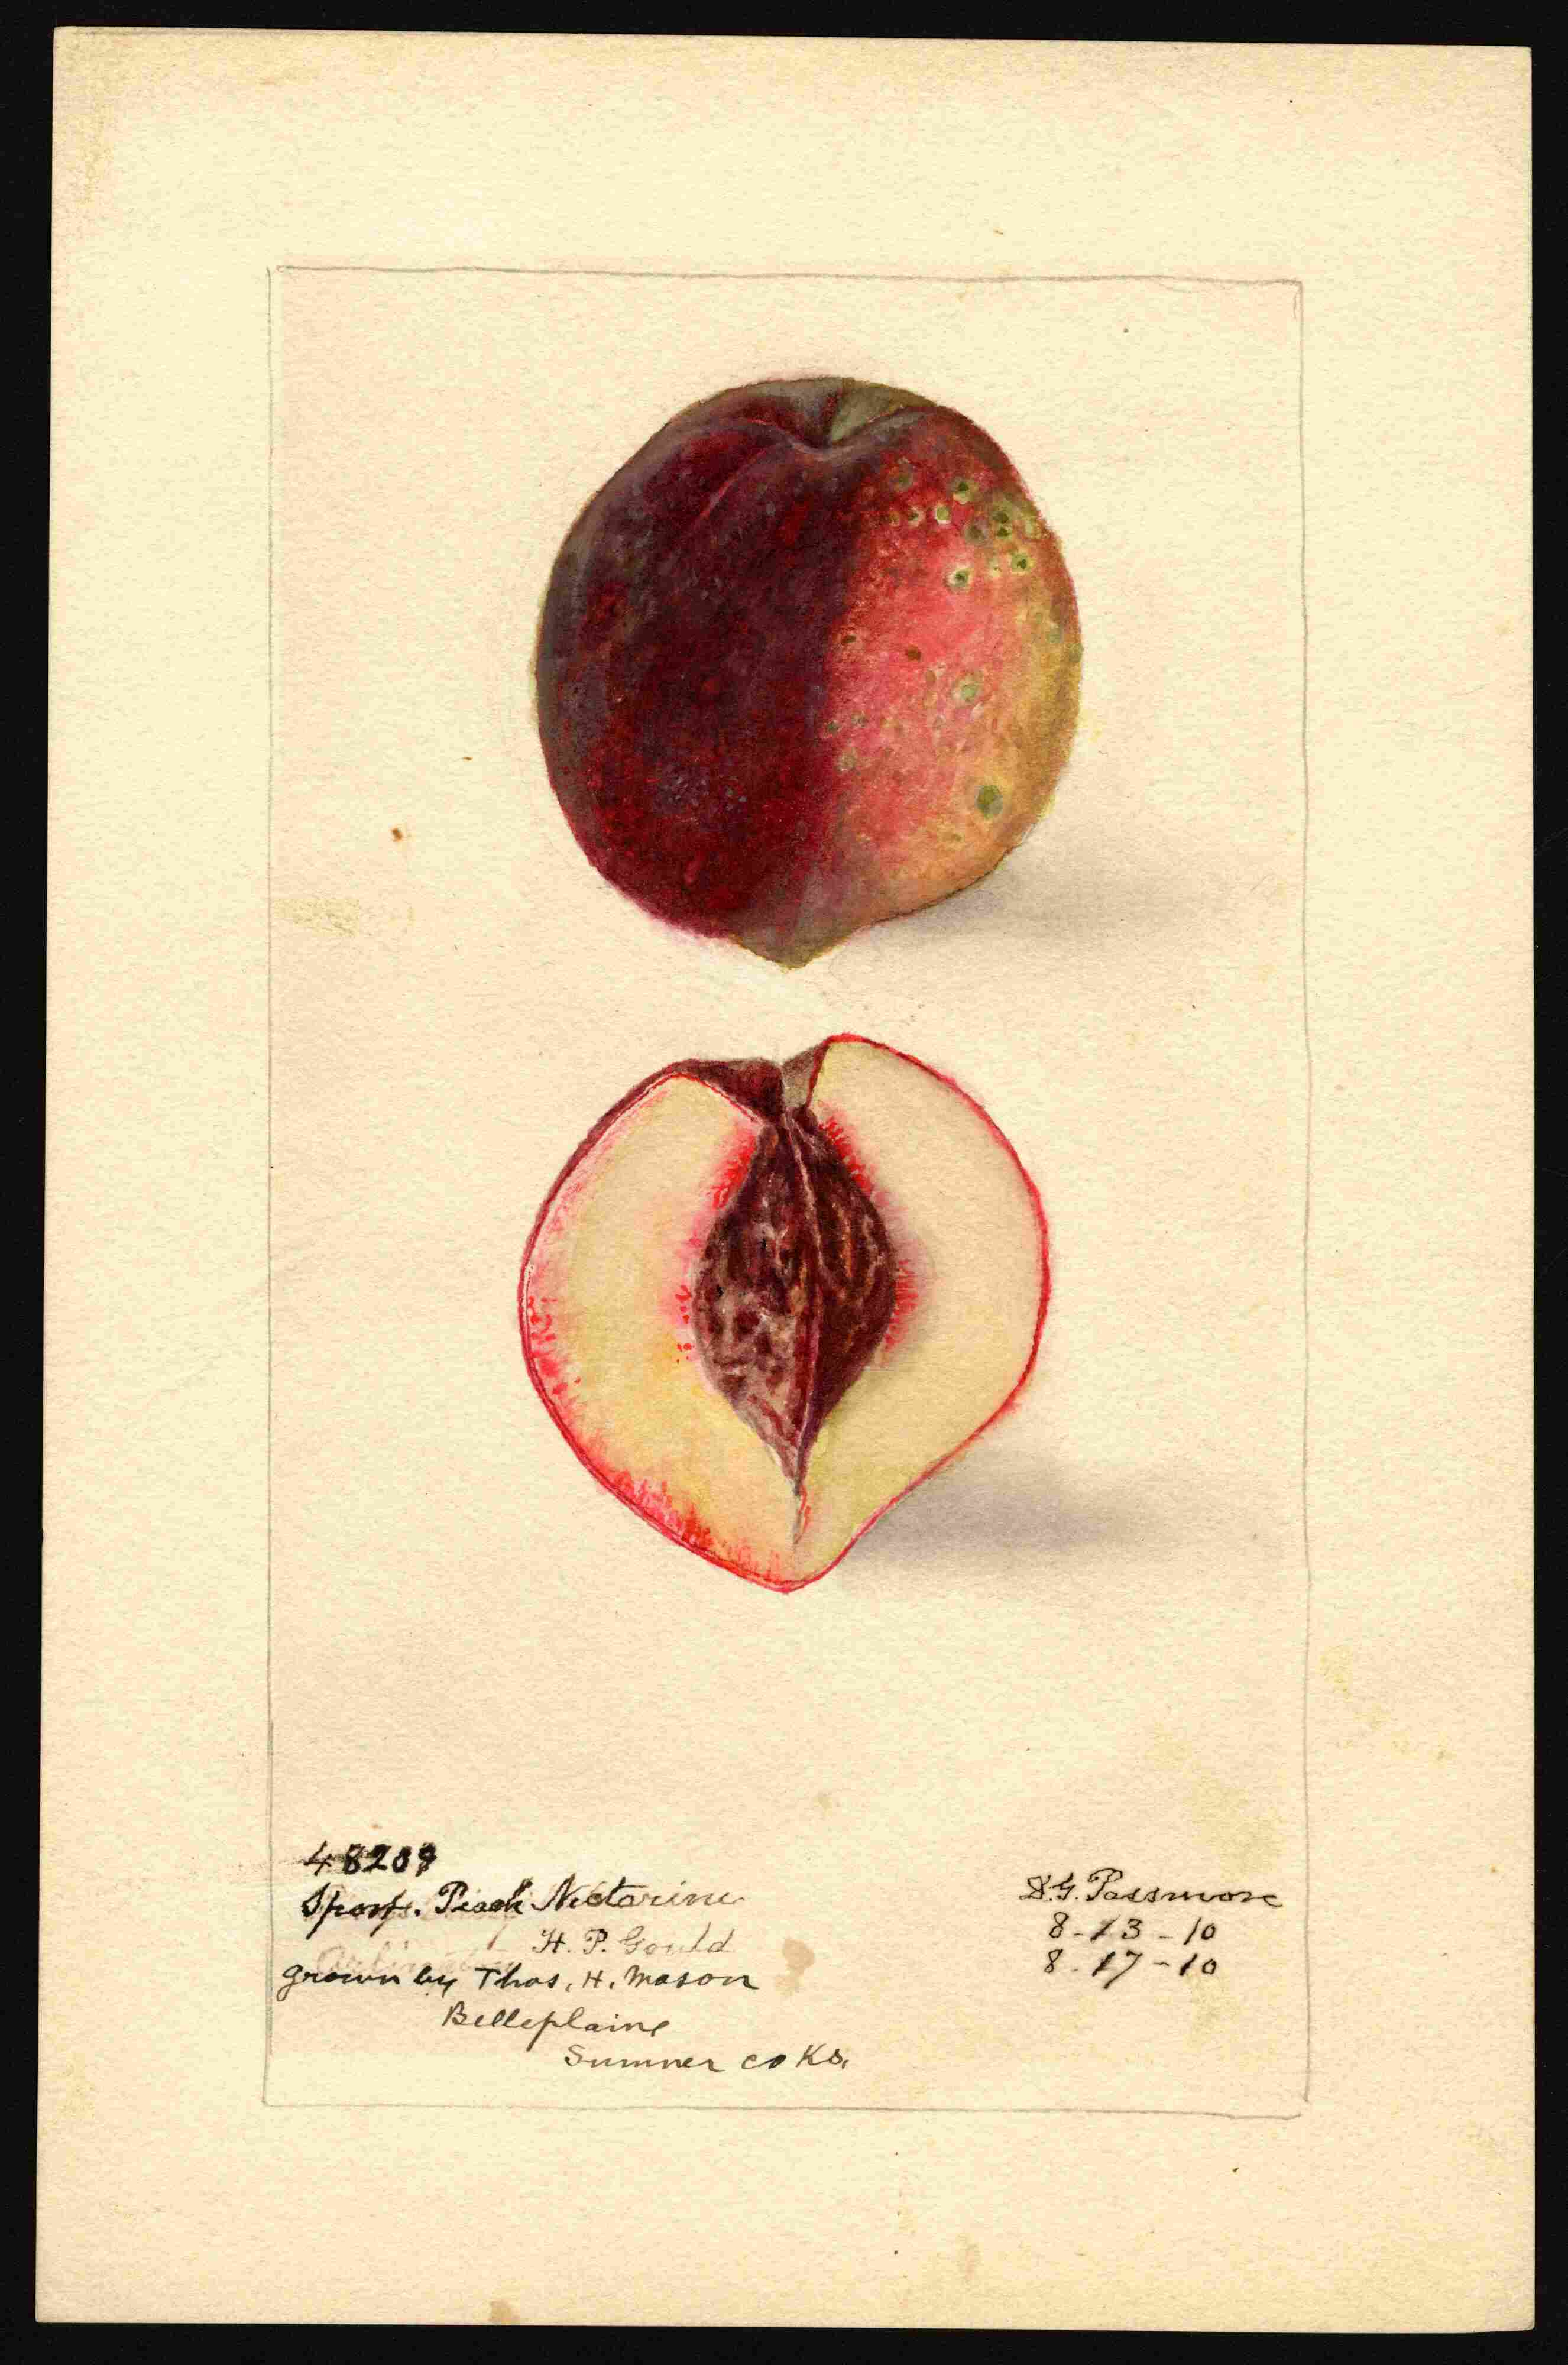 48209
Sport. Peach Nectarine
H. P. Gould
grown by Thos. H. Mason
Belleplaine
Sumner co Ks.
D.G. Passmore
8-13-10
8-17-10